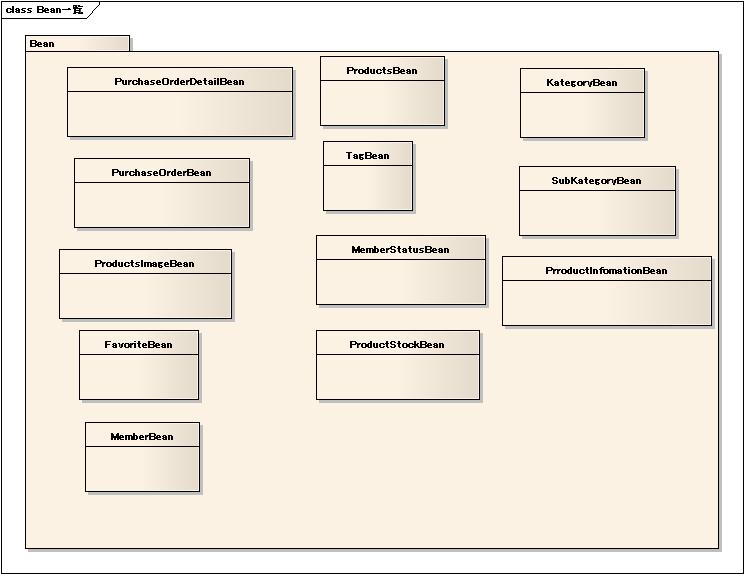 class Bean一覧
Bean
PurchaseOrderDetailBean
ProductsBean
KategoryBean
PurchaseOrderBean
TagBean
SubKategoryBean
ProductsImageBean
MemberStatusBean
PrroductInfomationBean
FavoriteBean
ProductStockBean
MemberBean